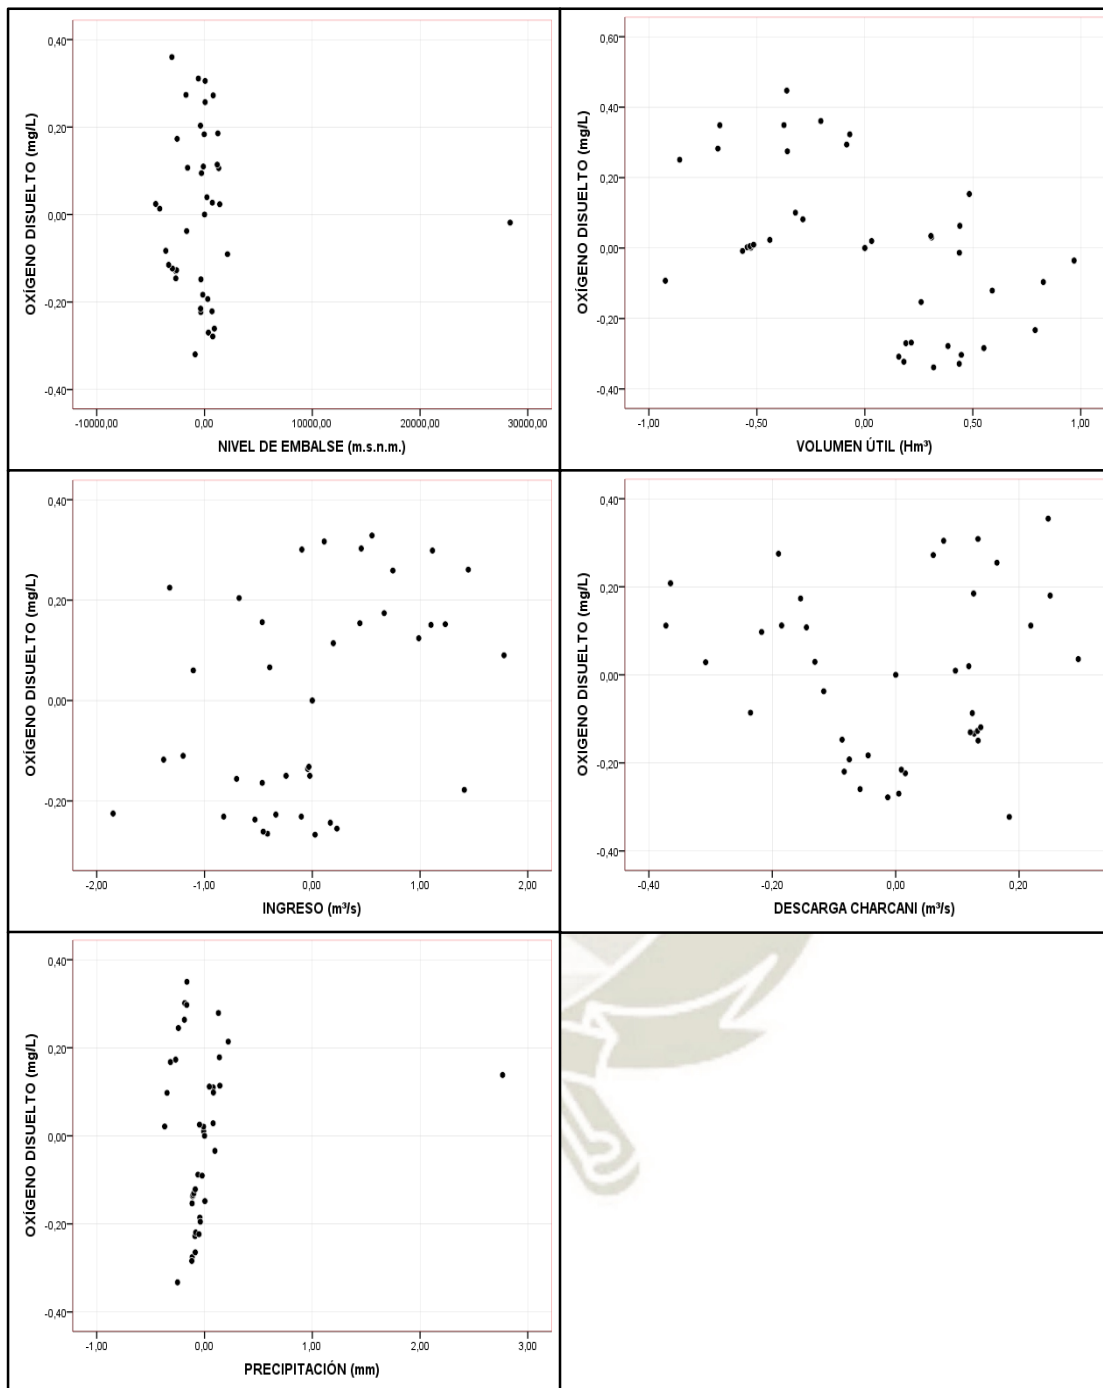 0,40
0,20
0,00
-0,20
-0,40
OXÍGENO DISUELTO (mg/L)
-10000,00 0,00 10000,00 20000,00 30000,00
NIVEL DE EMBALSE (m.s.n.m.)
0,60
0,40
0,20
0,00
-0,20
-0,40
OXÍGENO DISUELTO (mg/L)
-1,00 -0,50 0,00 0,50 1,00
VOLUMEN ÚTIL (Hm³)
0,40
0,20
0,00
-0,20
OXÍGENO DISUELTO (mg/L)
-2,00 -1,00 0,00 1,00 2,00
INGRESO (m³/s)
0,40
0,20
0,00
-0,20
-0,40
OXIGENO DISUELTO (mg/L)
-0,40 -0,20 0,00 0,20
DESCARGA CHARCANI (m³/s)
0,40
0,20
0,00
-0,20
-0,40
OXÍGENO DISUELTO (mg/L)
-1,00 0,00 1,00 2,00 3,00
PRECIPITACIÓN (mm)